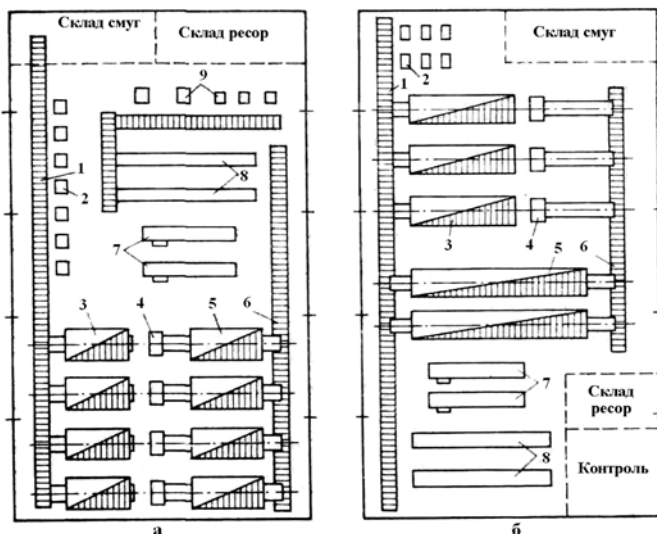 Склад смуг
Склад ресор
9
1
2
8
7
3
4
5
6
а
Склад смуг
1
2
3
4
5
6
7
Склад
ресор
8
Контроль
б